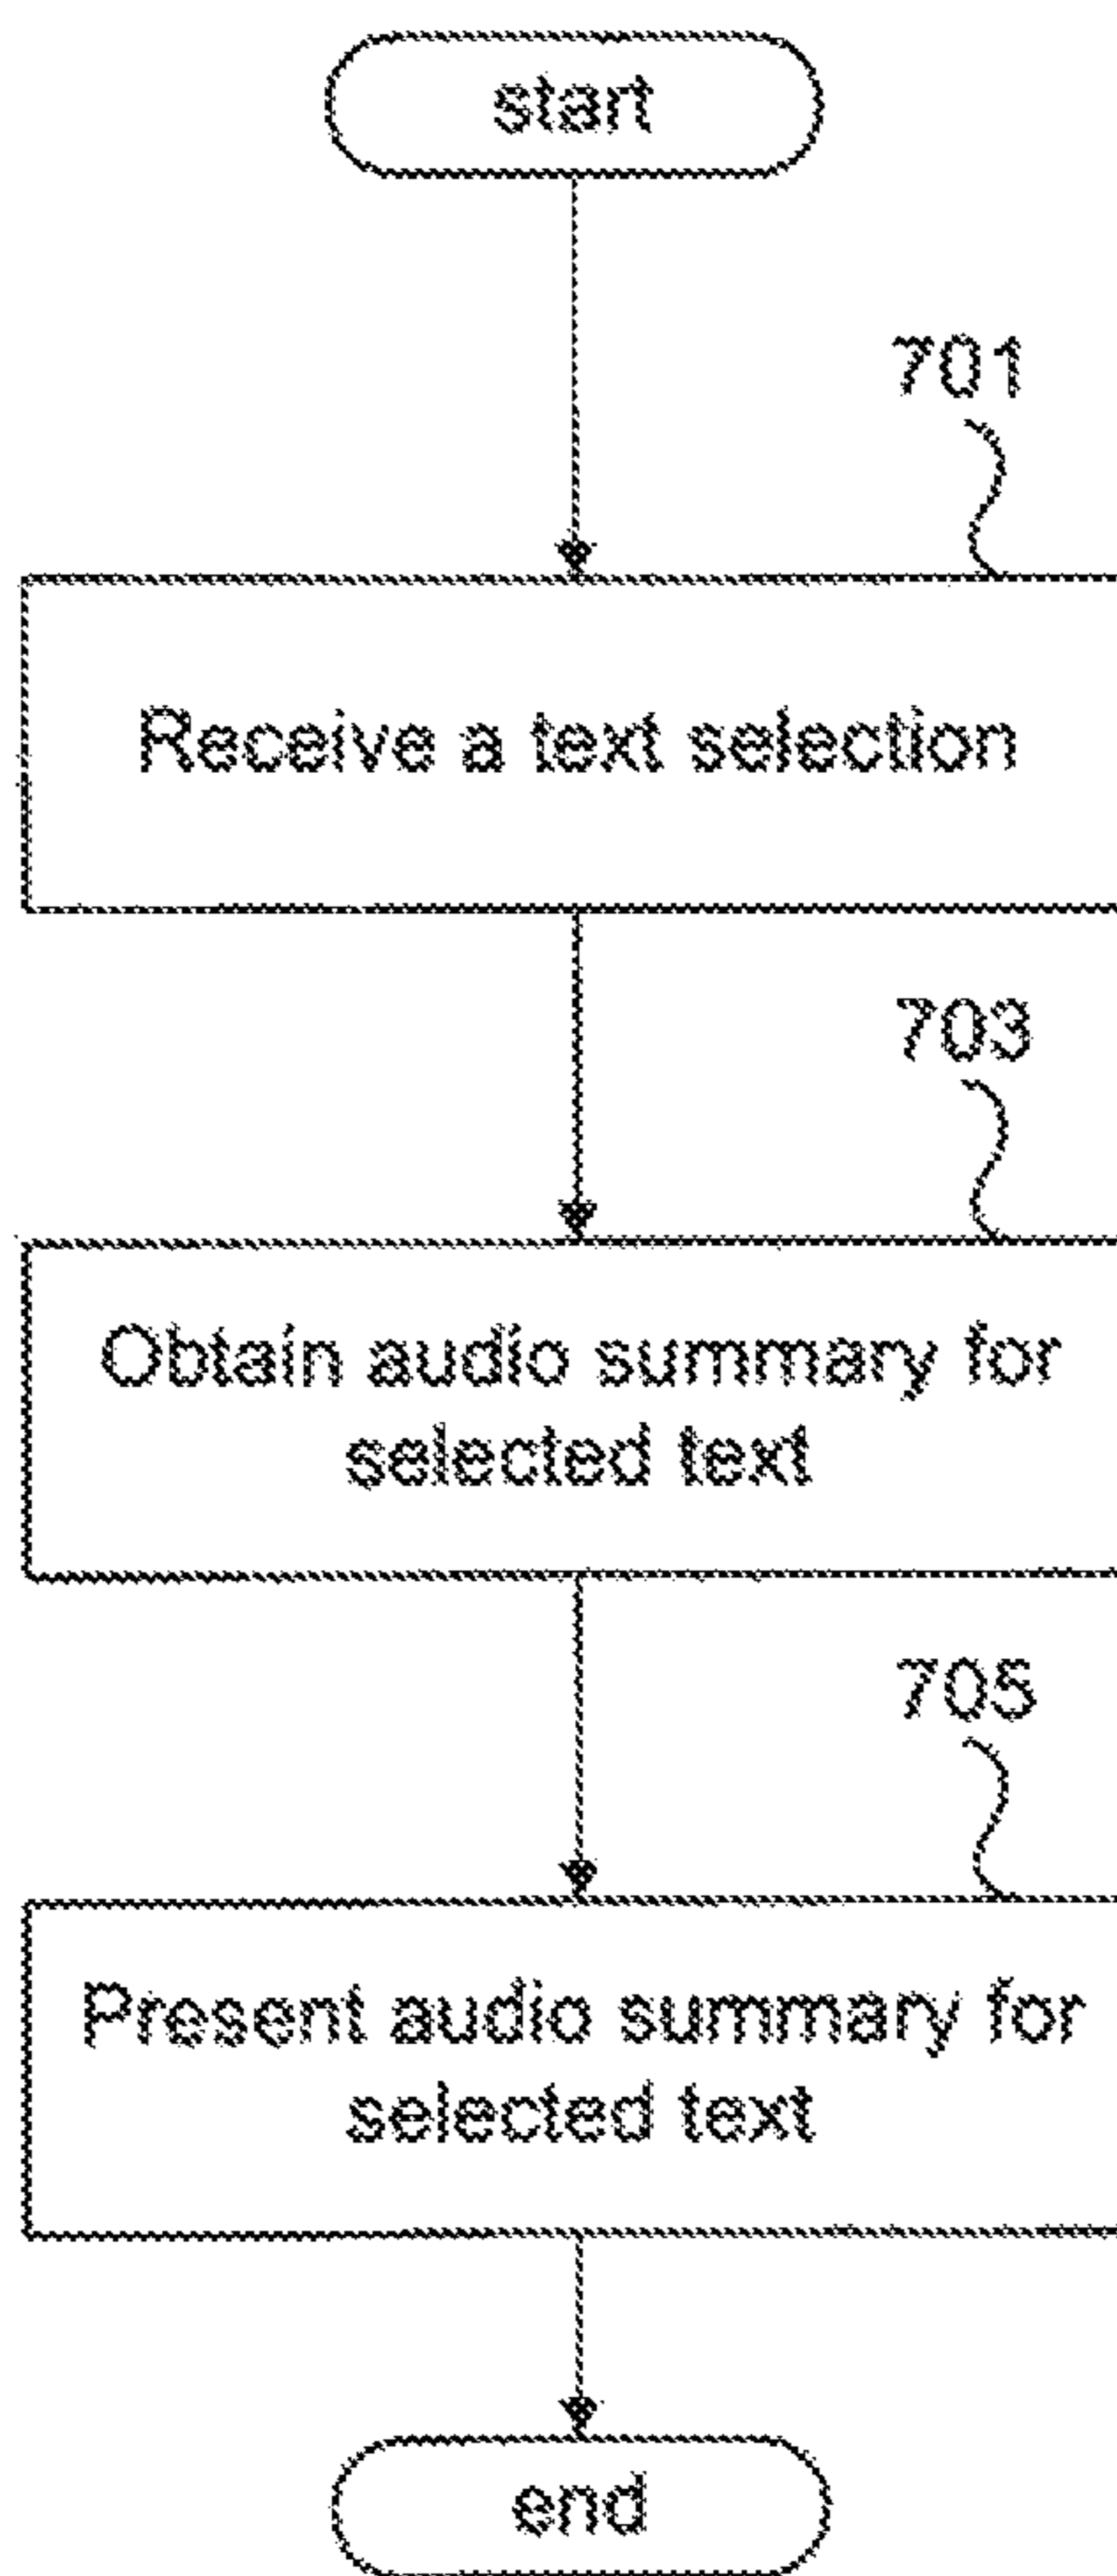 start
701
Receive a text selection
703
Obtain audio summary for
selected text
705
Present audio summary for
selected text
end